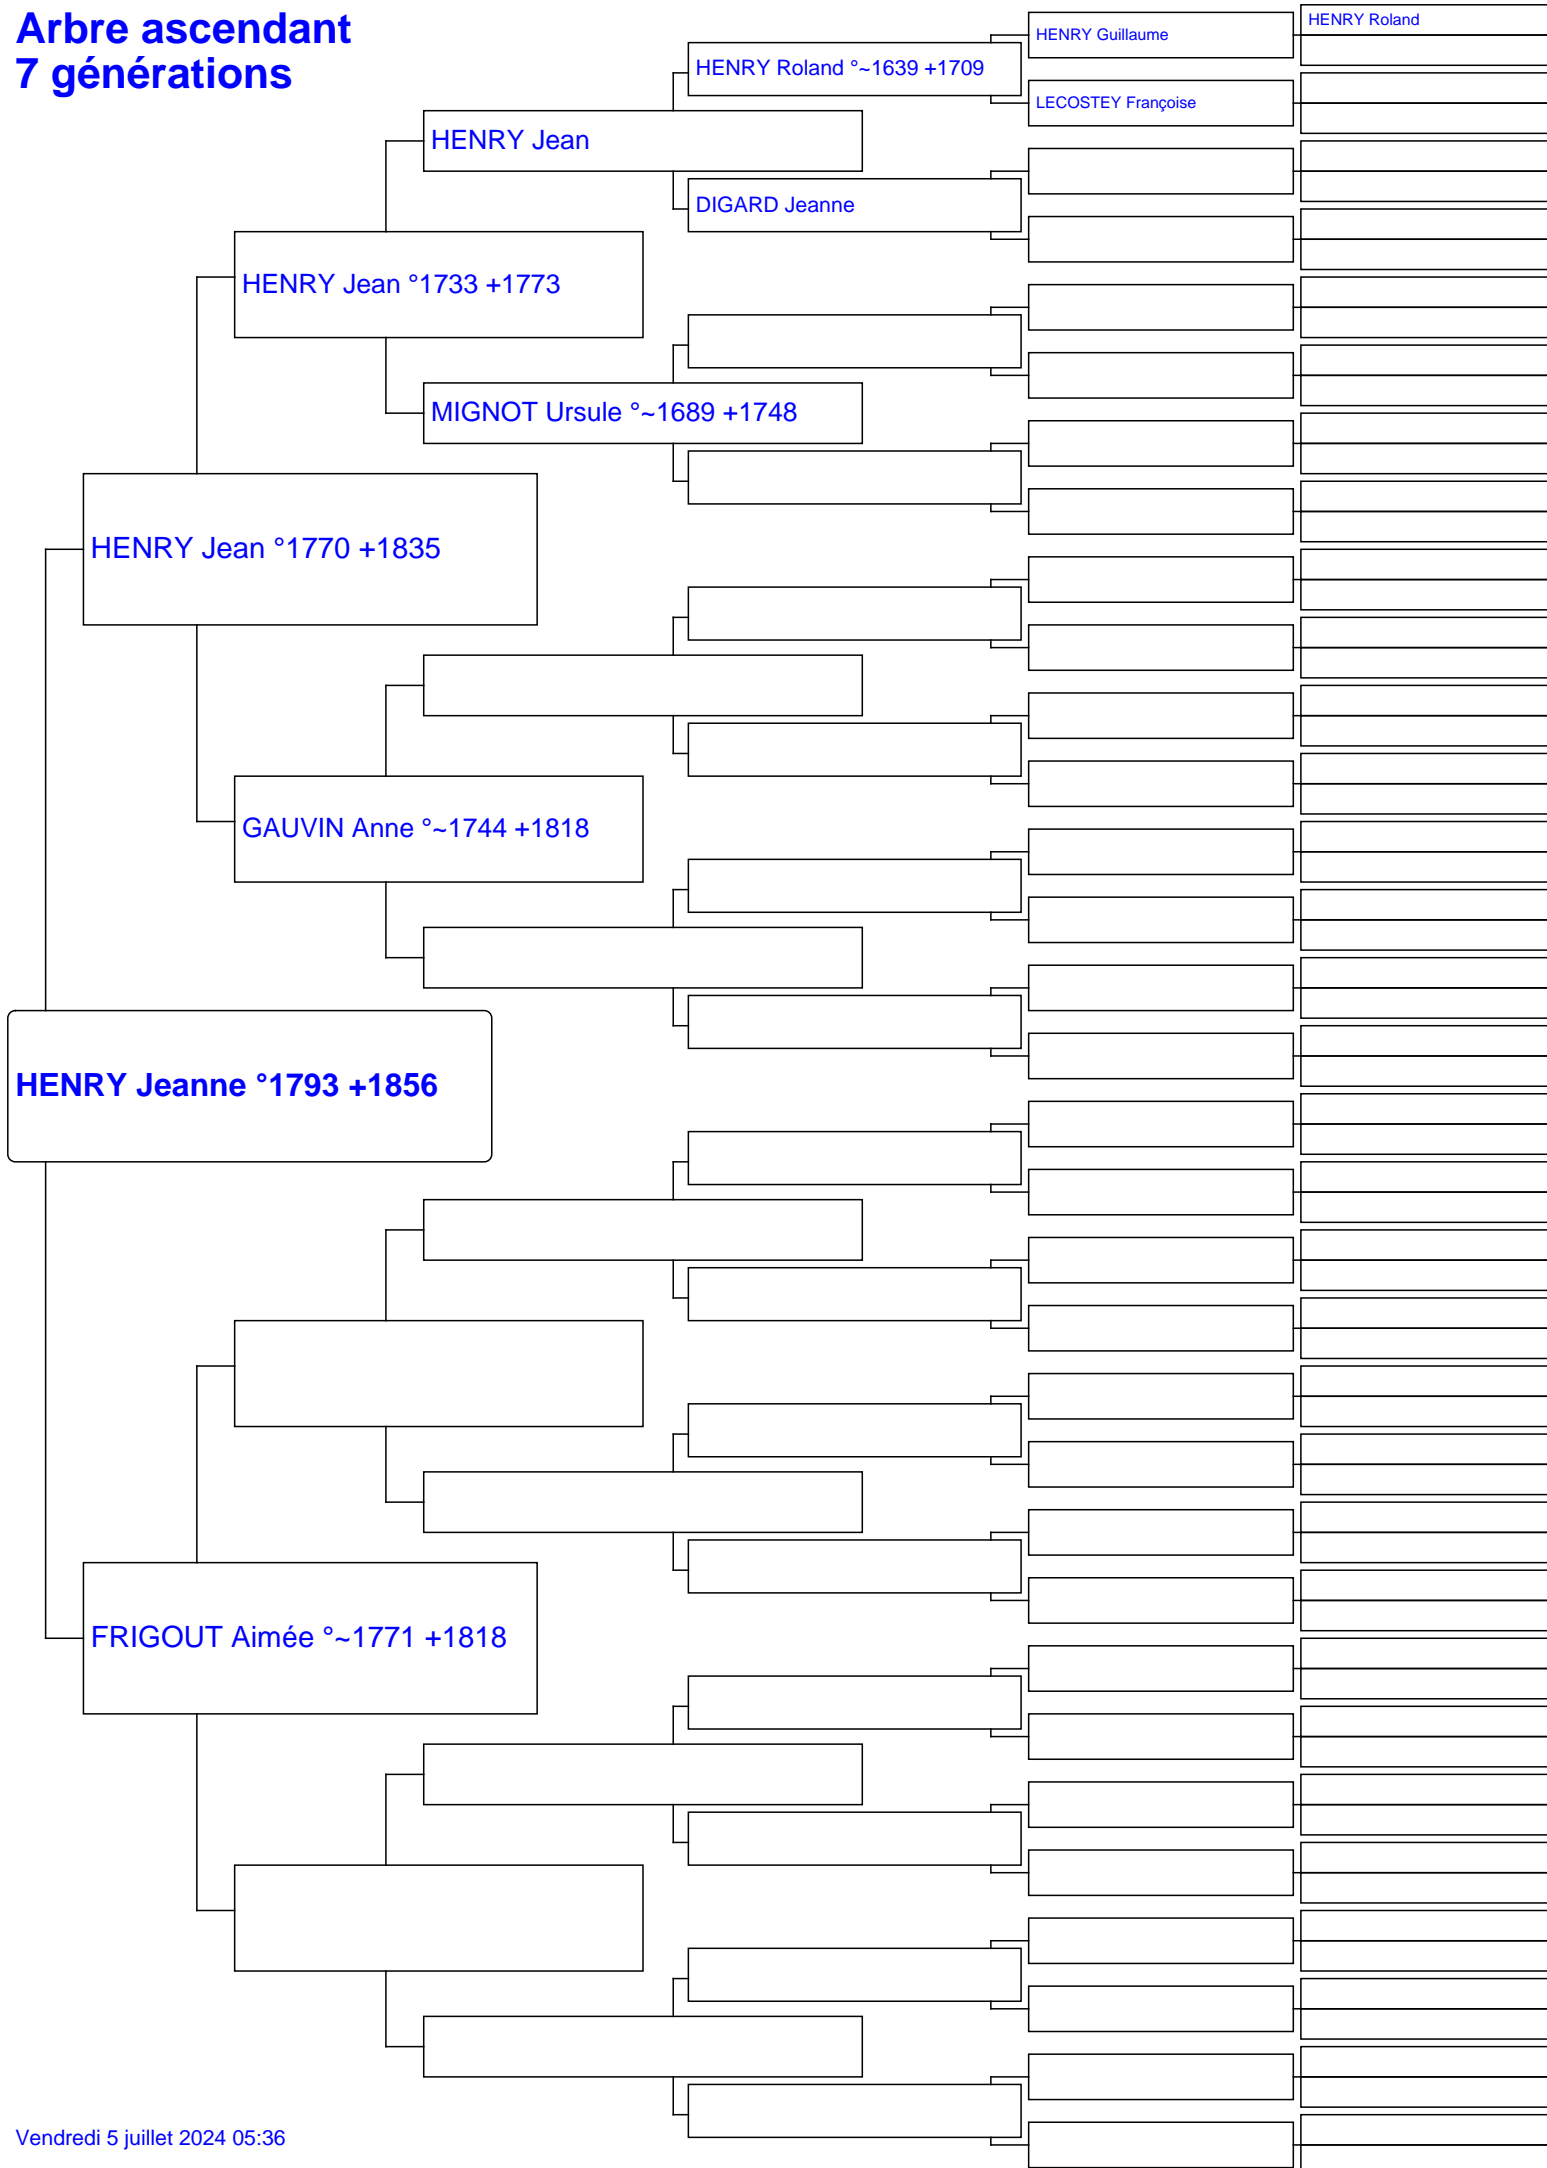 Arbre ascendant
7 générations
HENRY Guillaume
HENRY Roland
HENRY Roland °~1639 +1709
LECOSTEY Françoise
HENRY Jean
DIGARD Jeanne
HENRY Jean °1733 +1773
MIGNOT Ursule °~1689 +1748
HENRY Jean °1770 +1835
GAUVIN Anne °~1744 +1818
HENRY Jeanne °1793 +1856
FRIGOUT Aimée °~1771 +1818
Vendredi 5 juillet 2024 05:36